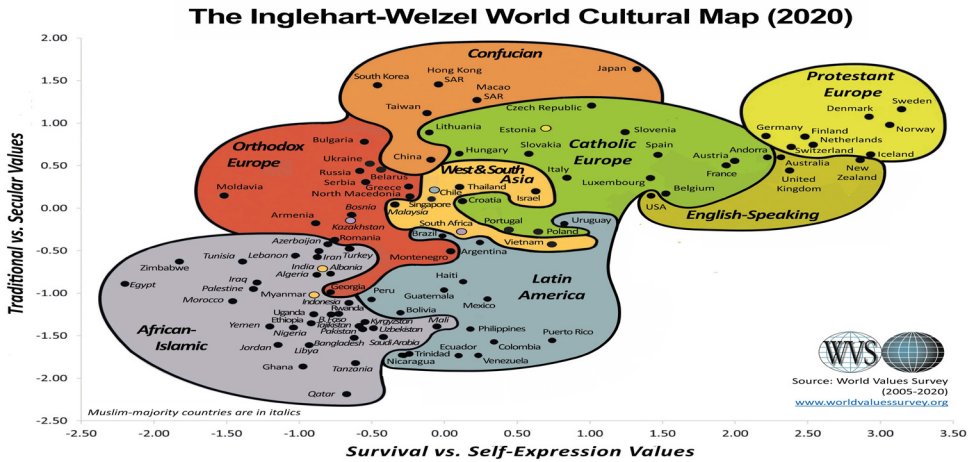 The Inglehart-Welzel World Cultural Map (2020)
Traditional vs. Secular Values
2.00
1.50
1.00
0.50
0.00
-0.50
-1.00
-1.50
-2.00
-2.50
Confucian
South Korea
Hong Kong
SAR
Macao
SAR
Japan
Taiwan
China
Protestant
Europe
Sweden
Denmark
Norway
Germany
Finland
Netherlands
Switzerland
Iceland
Andorra
Catholic
Europe
Czech Republic
Lithuania
Estonia
Slovenia
Hungary
Slovakia
Spain
Italy
Austria
France
Luxembourg
Belgium
Croatia
Portugal
Poland
English-Speaking
Australia
United
Kingdom
New
Zealand
USA
Orthodox
Europe
Bulgaria
Ukraine
Russia
Belarus
Serbia
Greece
North Macedonia
Moldavia
Bosnia
Armenia
Kazakhstan
Romania
Montenegro
Georgia
West & South
Asia
Chile
Thailand
Singapore
Israel
Malaysia
South Africa
Vietnam
Latin
America
Uruguay
Brazil
Argentina
Haiti
Peru
Guatemala
Mexico
Bolivia
Philippines
Puerto Rico
Ecuador
Colombia
Trinidad
Nicaragua
Venezuela
African-
Islamic
Azerbaijan
Zimbabwe
Tunisia
Lebanon
Iran
Turkey
India
Albania
Algeria
Egypt
Iraq
Palestine
Morocco
Myanmar
Indonesia
Uganda
Rwanda
Ethiopia
B. Faso
Kyrgyzstan
Mali
Yemen
Nigeria
Tajikistan
Pakistan
Uzbekistan
Bangladesh
Saudi Arabia
Jordan
Libya
Ghana
Tanzania
Qatar
WVS
Source: World Values Survey
(2005-2020)
www.worldvaluessurvey.org
Muslim-majority countries are in italics
-2.50
-2.00
-1.50
-1.00
-0.50
0.00
0.50
1.00
1.50
2.00
2.50
3.00
3.50
Survival vs. Self-Expression Values